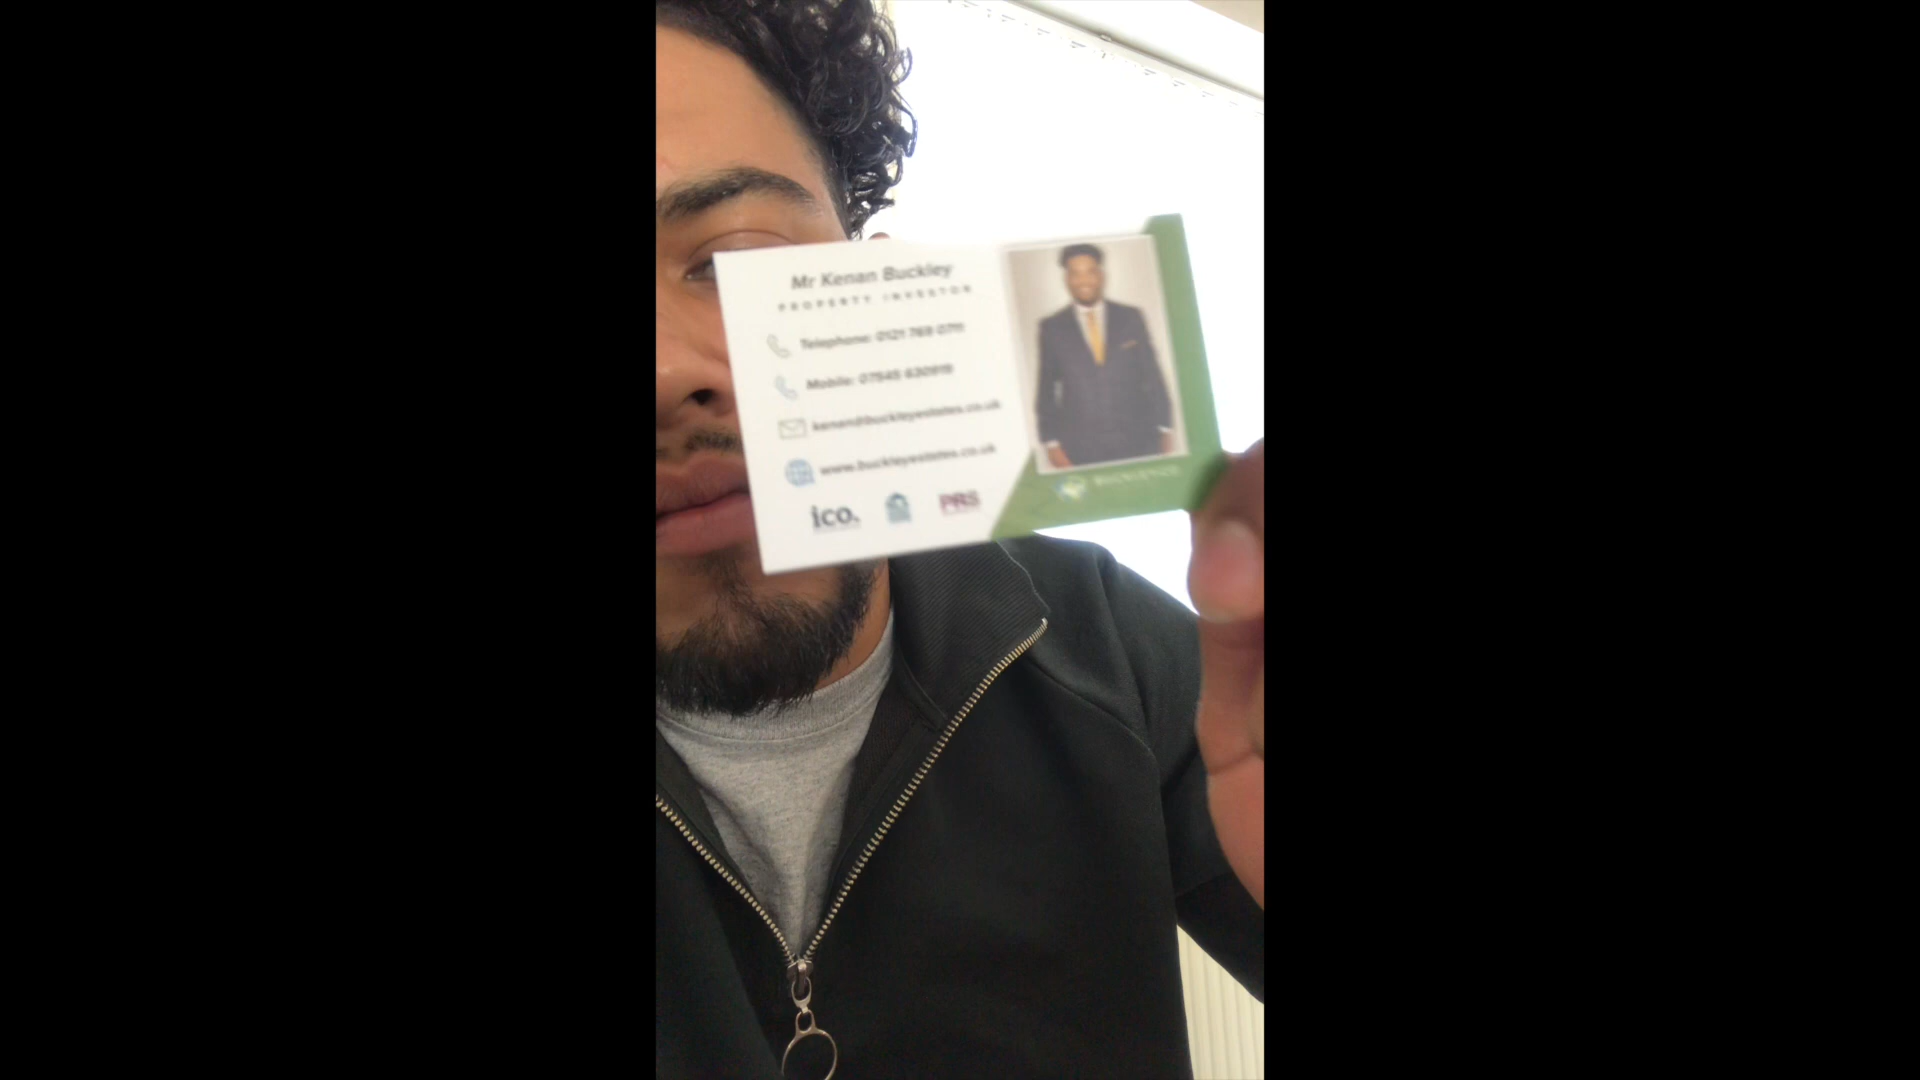 Mr Kenan Buckley
PROPERTY INVESTOR
Telephone: 0121 769 0711
Mobile: 07545 630919
kenan@buckleyestates.co.uk
www.buckleyestates.co.uk
ico.
PRS